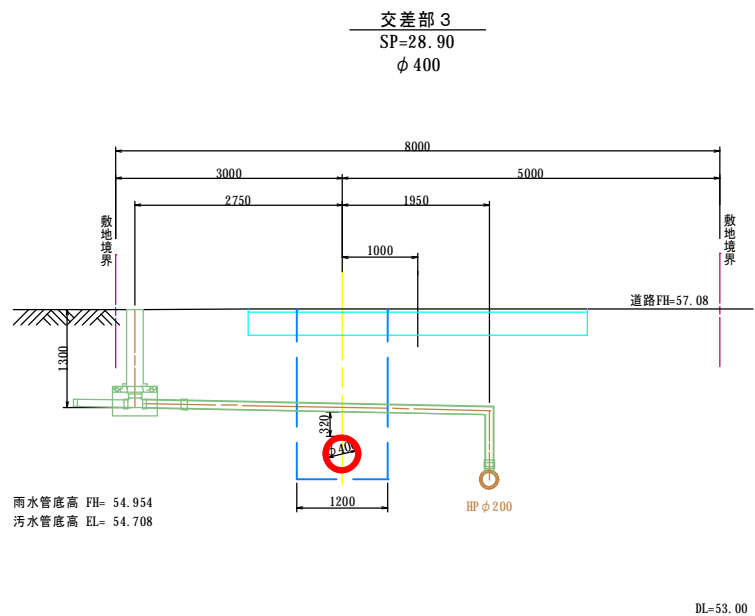 交差部3
SP=28.90
φ400
8000
3000
5000
2750
1950
1000
敷地境界
敷地境界
道路FH=57.08
1300
320
φ400
1200
HPφ200
雨水管底高 FH= 54.954
汚水管底高 EL= 54.708
DL=53.00